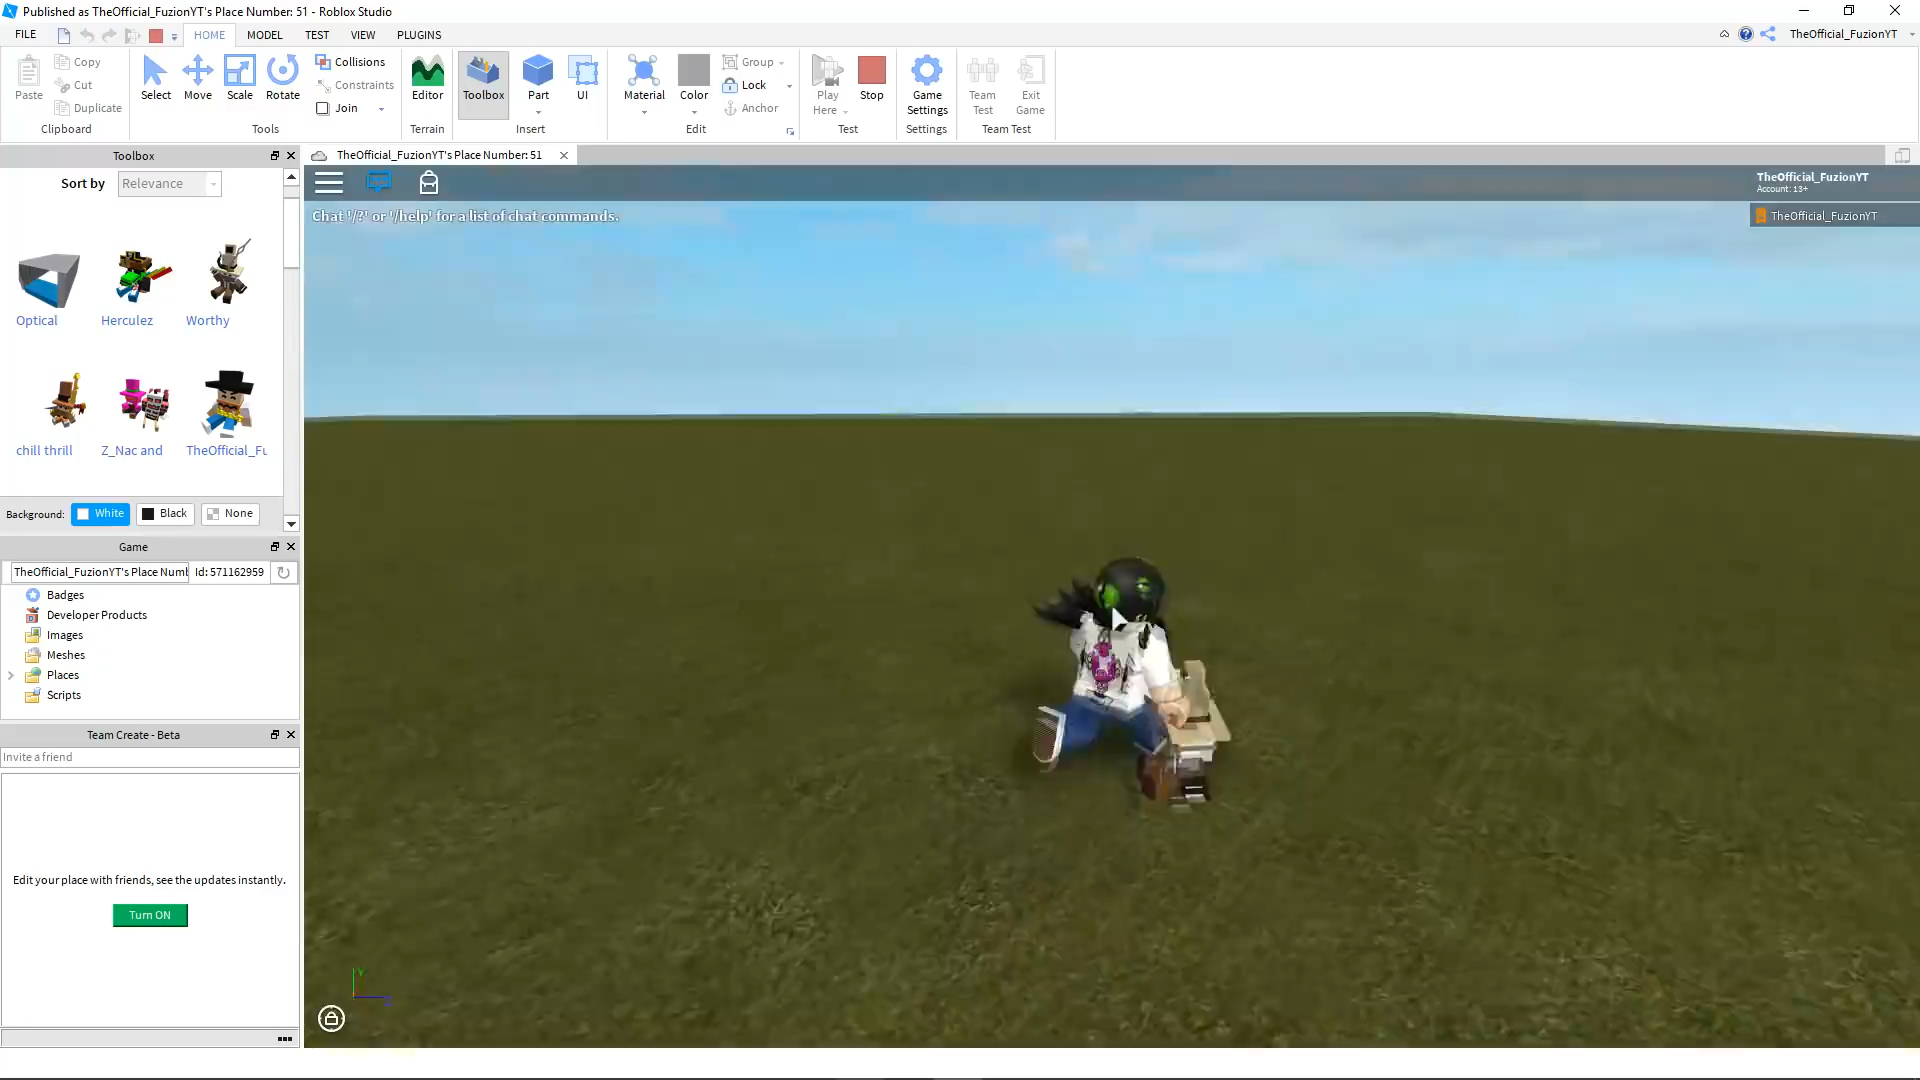 Published as TheOfficial_FuzionYT's Place Number: 51 - Roblox Studio
FILE HOME MODEL TEST VIEW PLUGINS TheOfficial_FuzionYT
Paste Copy Cut Duplicate
Clipboard
Select Move Scale Rotate Collisions Constraints Join
Tools
Editor
Terrain
Toolbox Part UI
Insert
Material Color Group Lock Anchor
Edit
Play Here Stop
Test
Game Settings
Settings
Team Test Exit Game
Team Test
Toolbox
Sort by Relevance
Optical Herculez Worthy
chill thrill Z_Nac and TheOfficial_Fu
Background: White Black None
Game
TheOfficial_FuzionYT's Place Numb Id: 571162959
Badges
Developer Products
Images
Meshes
Places
Scripts
Team Create - Beta
Invite a friend
Edit your place with friends, see the updates instantly.
Turn ON
TheOfficial_FuzionYT's Place Number: 51
Chat '/?' or '/help' for a list of chat commands.
TheOfficial_FuzionYT
Account: 13+
TheOfficial_FuzionYT
Y